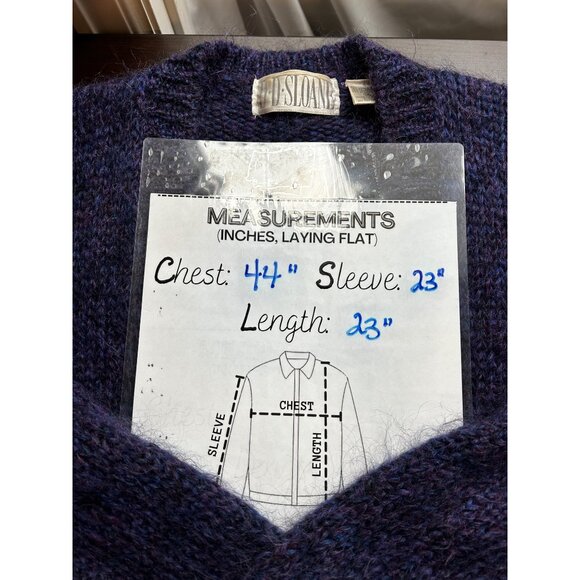 J·D·SLOANE
MEASUREMENTS
(INCHES, LAYING FLAT)
Chest: 44" Sleeve: 23"
Length: 23"
CHEST
SLEEVE
LENGTH